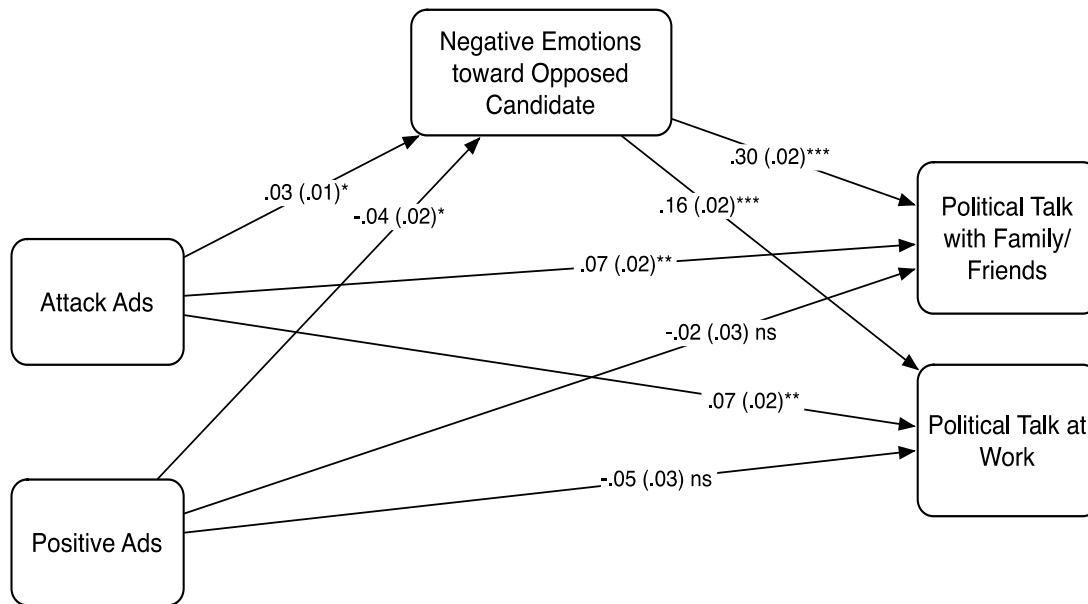 Negative Emotions
toward Opposed
Candidate
.30 (.02)***
.03 (.01)*
-.04 (.02)*
.16 (.02)***
Political Talk
with Family/
Friends
.07 (.02)**
Attack Ads
-.02 (.03) ns
.07 (.02)**
Political Talk at
Work
-.05 (.03) ns
Positive Ads